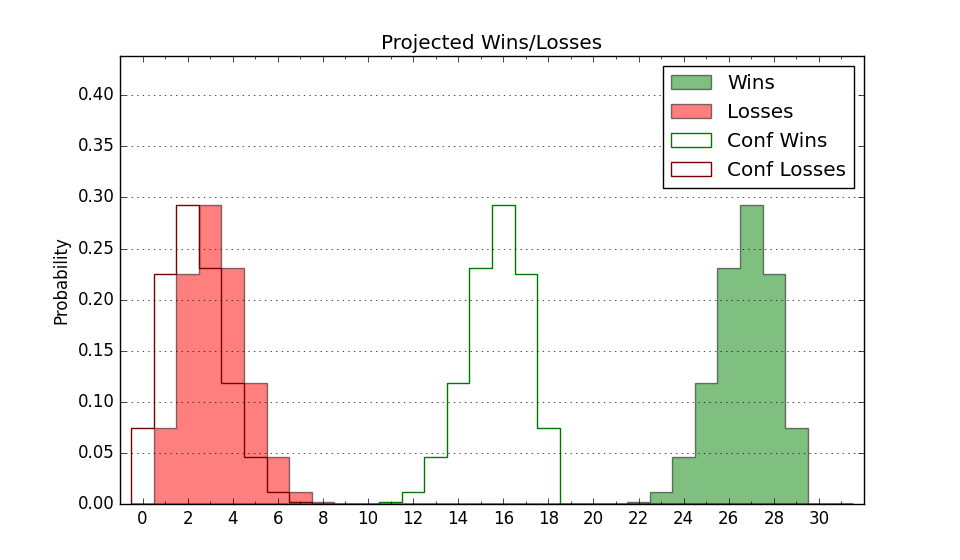 Projected Wins/Losses
Wins
Losses
Conf Wins
Conf Losses
Probability
0.40
0.35
0.30
0.25
0.20
0.15
0.10
0.05
0.00
0 2 4 6 8 10 12 14 16 18 20 22 24 26 28 30